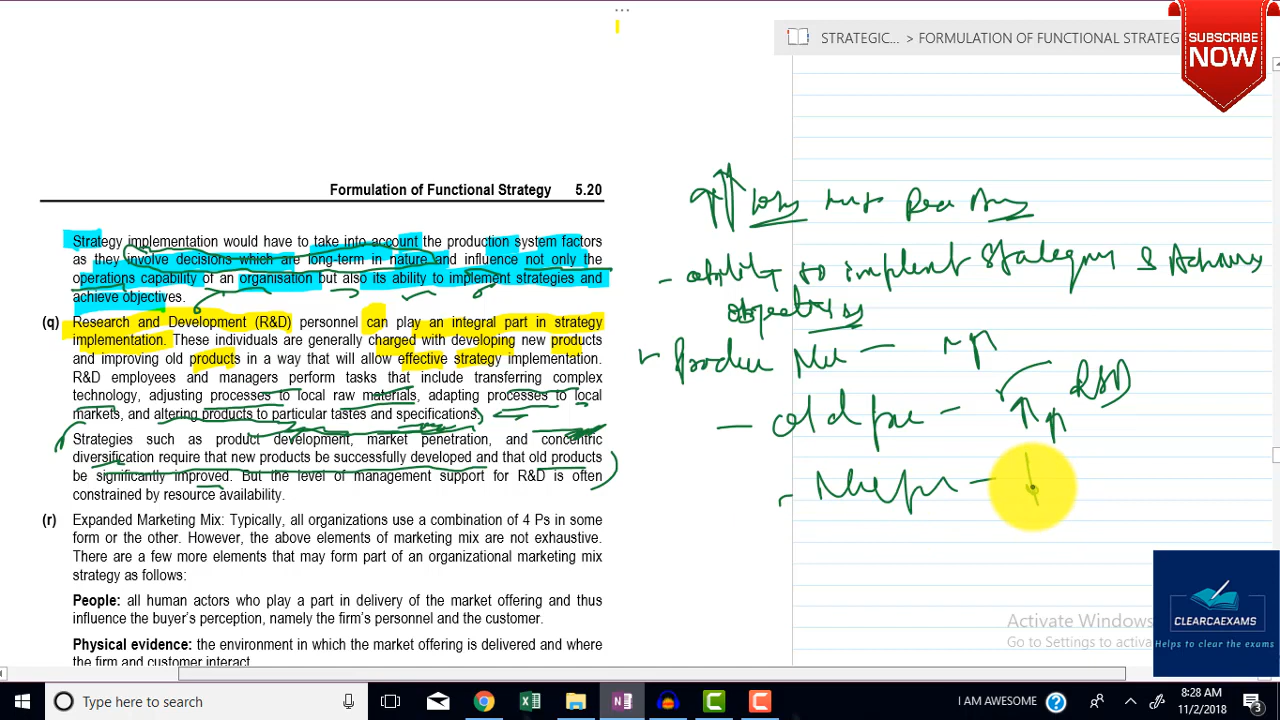 STRATEGIC... > FORMULATION OF FUNCTIONAL STRATEG
SUBSCRIBE
NOW
Formulation of Functional Strategy 5.20
Strategy implementation would have to take into account the production system factors
as they involve decisions which are long-term in nature and influence not only the
operations capability of an organisation but also its ability to implement strategies and
achieve objectives.
(q) Research and Development (R&D) personnel can play an integral part in strategy
implementation. These individuals are generally charged with developing new products
and improving old products in a way that will allow effective strategy implementation.
R&D employees and managers perform tasks that include transferring complex
technology, adjusting processes to local raw materials, adapting processes to local
markets, and altering products to particular tastes and specifications.
Strategies such as product development, market penetration, and concentric
diversification require that new products be successfully developed and that old products
be significantly improved. But the level of management support for R&D is often
constrained by resource availability.
(r) Expanded Marketing Mix: Typically, all organizations use a combination of 4 Ps in some
form or the other. However, the above elements of marketing mix are not exhaustive.
There are a few more elements that may form part of an organizational marketing mix
strategy as follows:
People: all human actors who play a part in delivery of the market offering and thus
influence the buyer's perception, namely the firm's personnel and the customer.
Physical evidence: the environment in which the market offering is delivered and where
the firm and customer interact.
- ability to implent Strategy &
objectives
R&D
- old
Activate Windows
Go to Settings to activa
CLEARCAEXAMS
Helps to clear the exams
Type here to search
I AM AWESOME
8:28 AM
11/2/2018
3